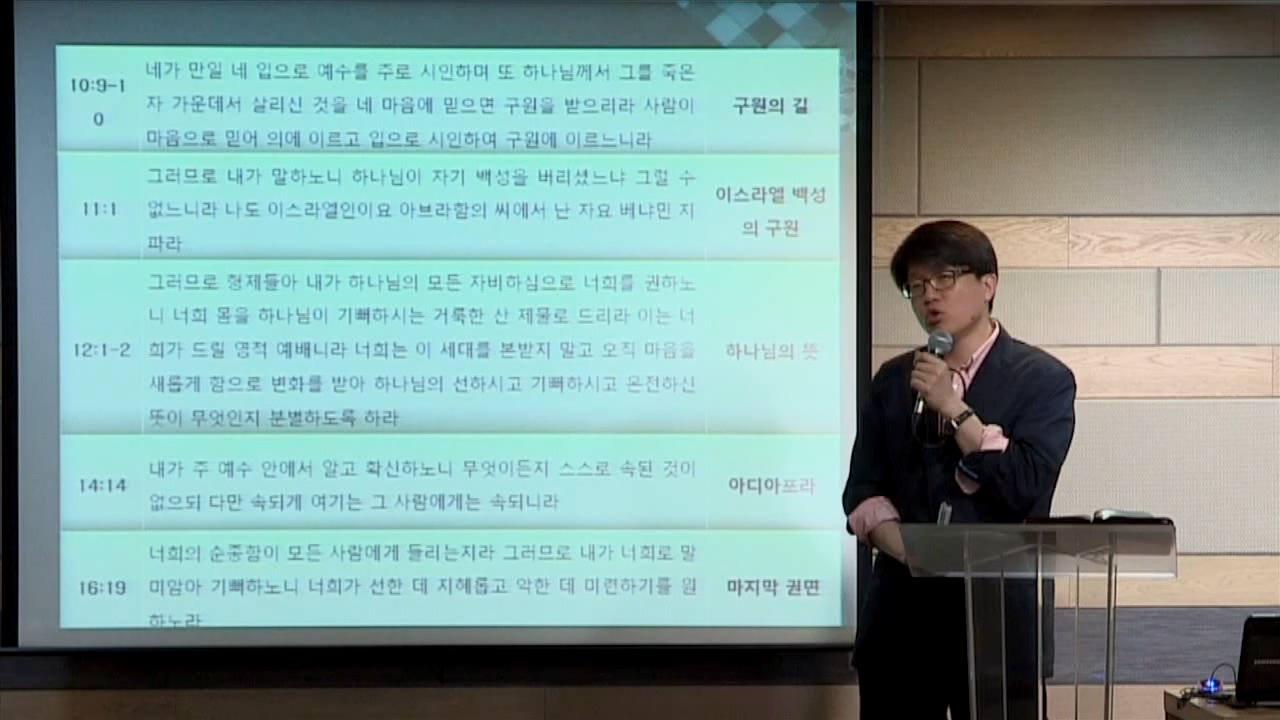 10:9-1
0
네가 만일 네 입으로 예수를 주로 시인하며 또 하나님께서 그를 죽은
자 가운데서 살리신 것을 네 마음에 믿으면 구원을 받으리라 사람이
마음으로 믿어 의에 이르고 입으로 시인하여 구원에 이르느니라
구원의 길
11:1
그러므로 내가 말하노니 하나님이 자기 백성을 버리셨느냐 그럴 수
없느니라 나도 이스라엘인이요 아브라함의 씨에서 난 자요 베냐민 지
파라
이스라엘 백성
의 구원
12:1-2
그러므로 형제들아 내가 하나님의 모든 자비하심으로 너희를 권하노
니 너희 몸을 하나님이 기뻐하시는 거룩한 산 제물로 드리라 이는 너
희가 드릴 영적 예배니라 너희는 이 세대를 본받지 말고 오직 마음을
새롭게 함으로 변화를 받아 하나님의 선하시고 기뻐하시고 온전하신
뜻이 무엇인지 분별하도록 하라
하나님의 뜻
14:14
내가 주 예수 안에서 알고 확신하노니 무엇이든지 스스로 속된 것이
없으되 다만 속되게 여기는 그 사람에게는 속되니라
아디아포라
16:19
너희의 순종함이 모든 사람에게 들리는지라 그러므로 내가 너희로 말
미암아 기뻐하노니 너희가 선한 데 지혜롭고 악한 데 미련하기를 원
하노라
마지막 권면